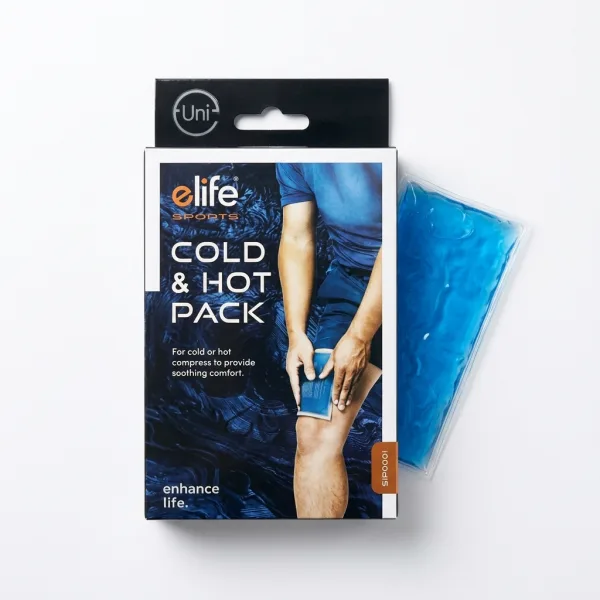 Uni
elife®
SPORTS
COLD
& HOT
PACK
For cold or hot
compress to provide
soothing comfort.
enhance
life.
SIP0001